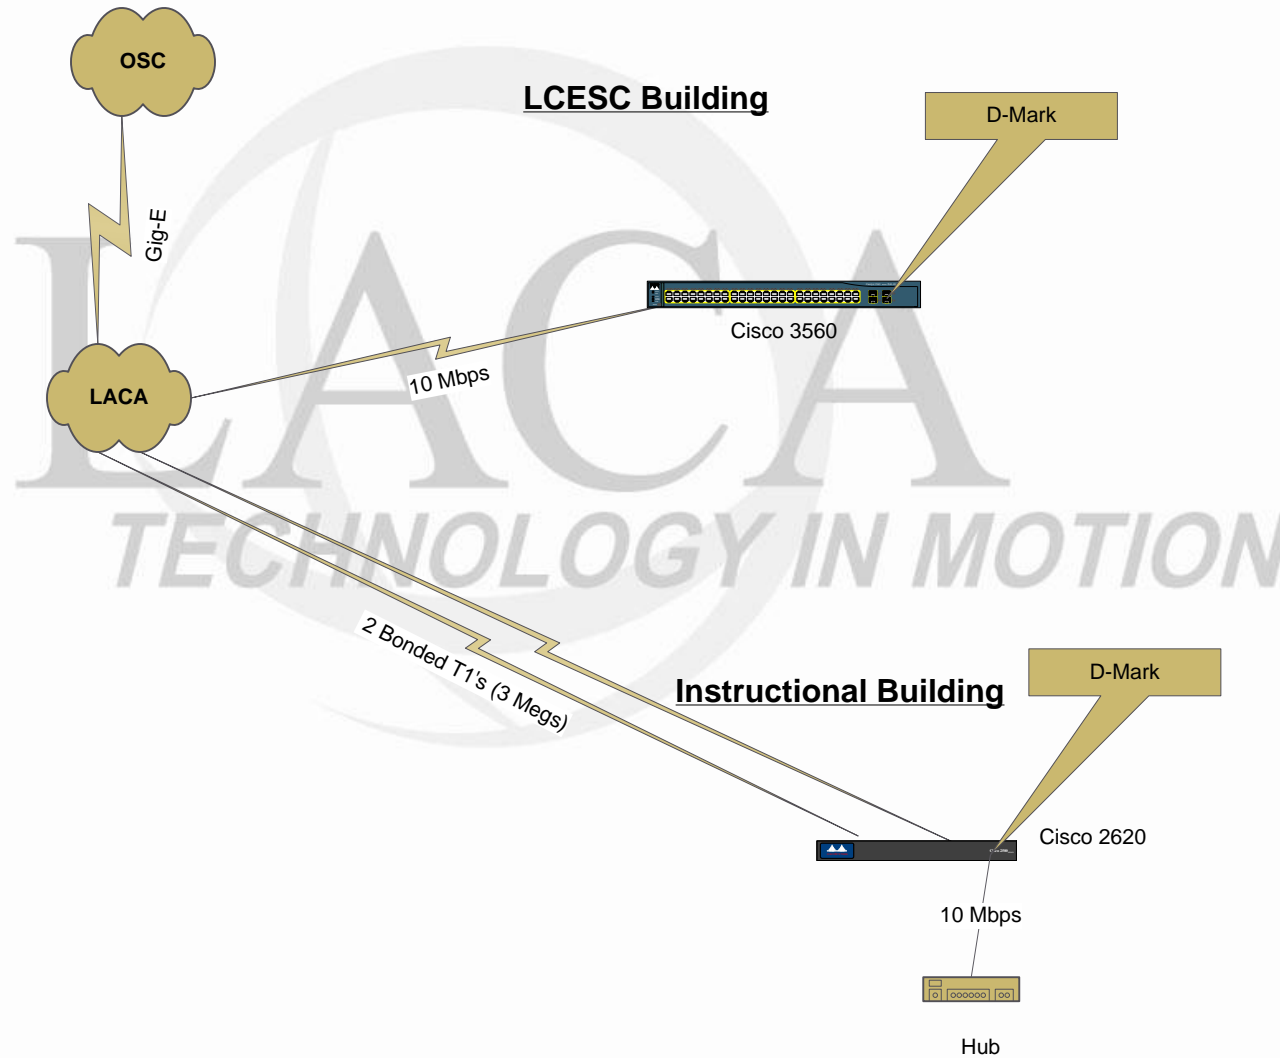 OSC
LCESC Building
D-Mark
Gig-E
Cisco 3560
10 Mbps
LACA
LACA
TECHNOLOGY IN MOTION
2 Bonded T1's (3 Megs)
Instructional Building
D-Mark
Cisco 2620
10 Mbps
Hub